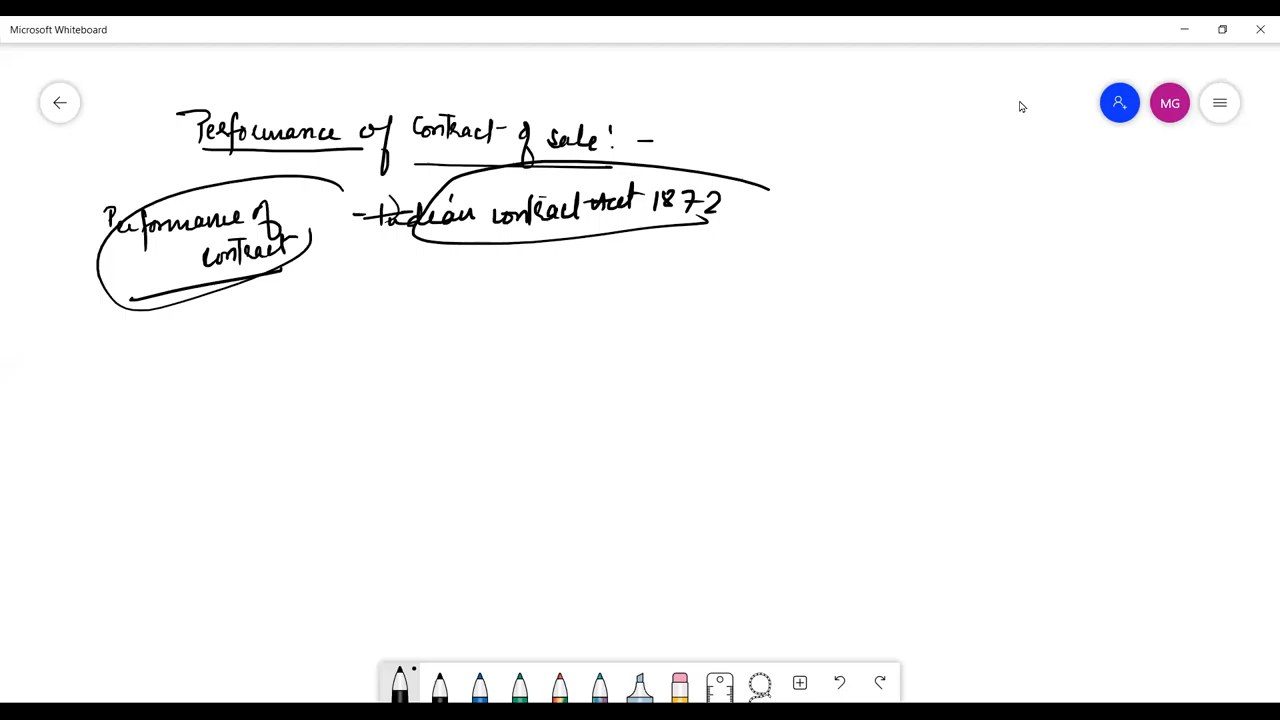 Microsoft Whiteboard
MG
Performance of contract of sale: -
Performance of - Indian contract Act 1872
contract